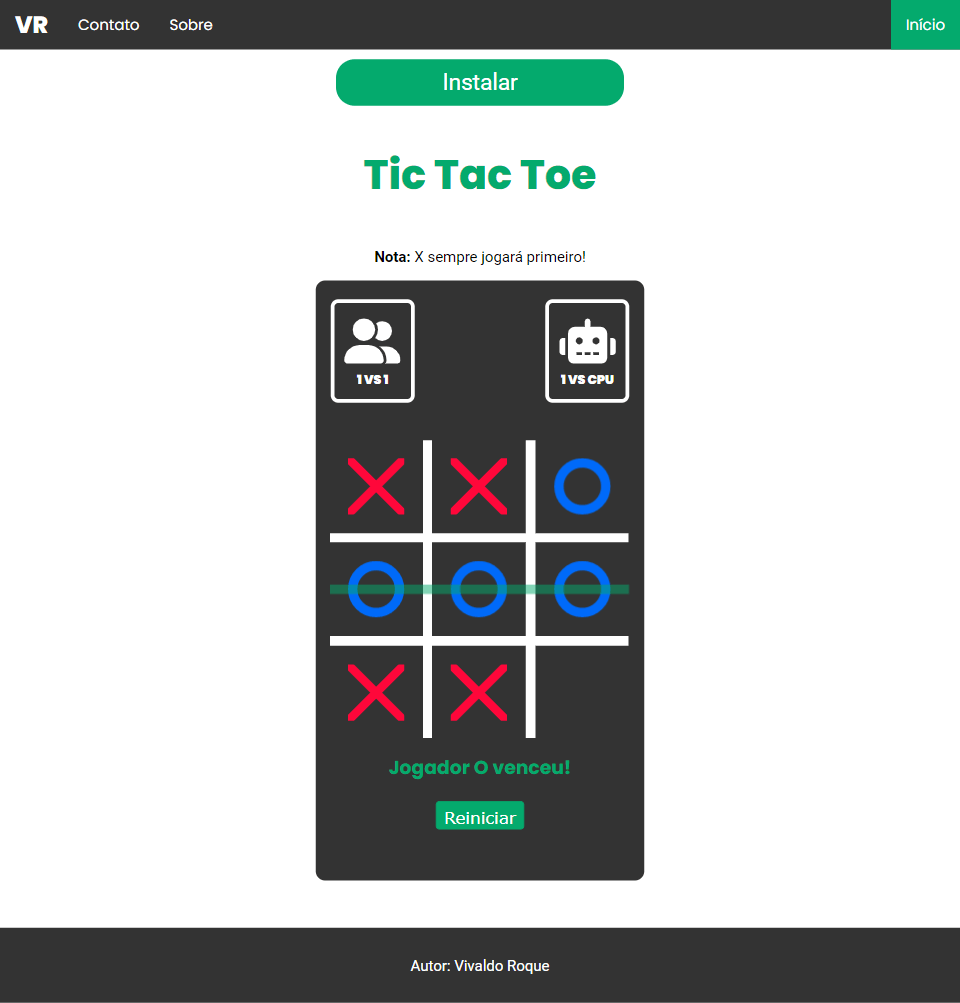 VR Contato Sobre Início
Instalar
Tic Tac Toe
Nota: X sempre jogará primeiro!
1 VS 1 1 VS CPU
Jogador O venceu!
Reiniciar
Autor: Vivaldo Roque